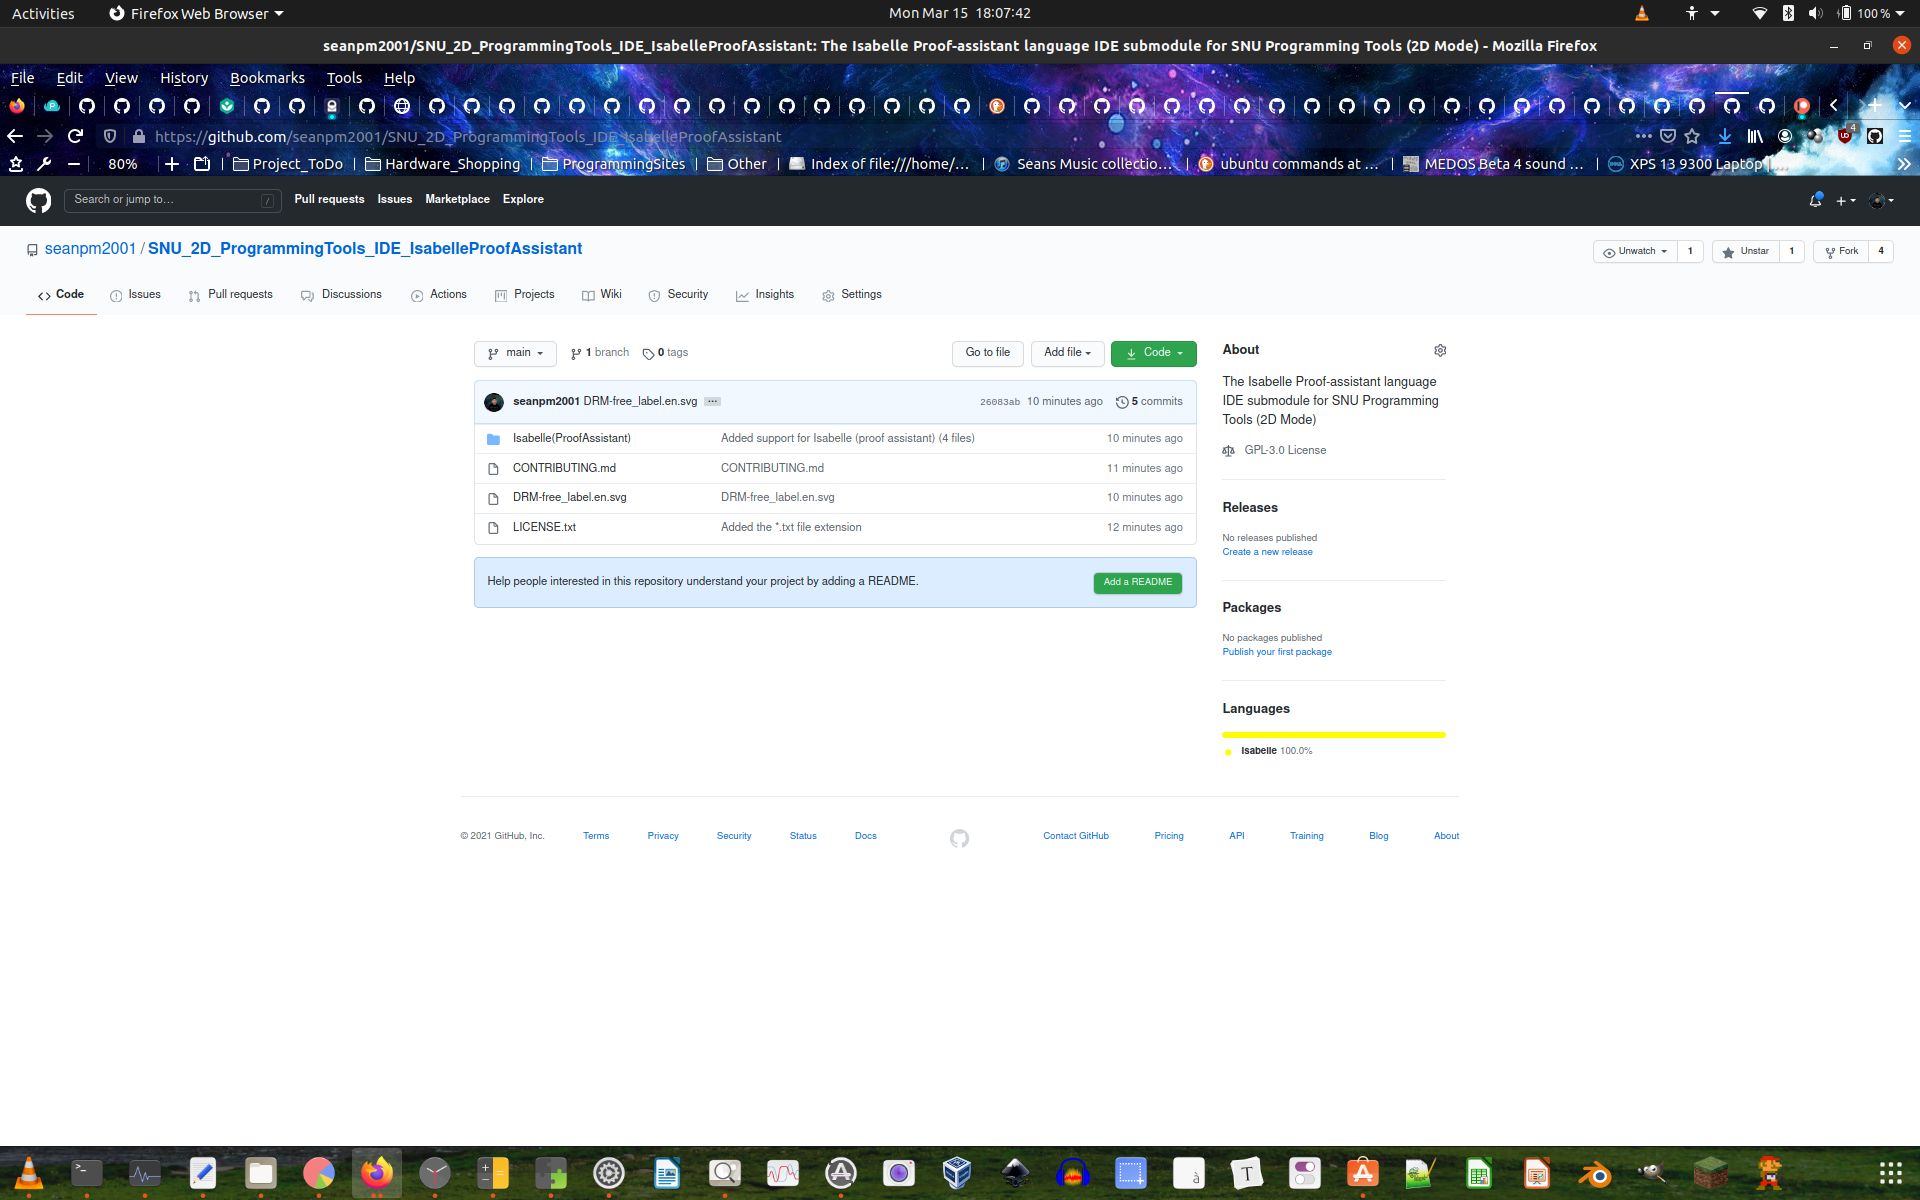 Activities Firefox Web Browser Mon Mar 15 18:07:42 100 %
seanpm2001/SNU_2D_ProgrammingTools_IDE_IsabelleProofAssistant: The Isabelle Proof-assistant language IDE submodule for SNU Programming Tools (2D Mode) - Mozilla Firefox
File Edit View History Bookmarks Tools Help
https://github.com/seanpm2001/SNU_2D_ProgrammingTools_IDE_IsabelleProofAssistant 4
80% Project_ToDo Hardware_Shopping ProgrammingSites Other Index of file:///home/... Seans Music collectio... ubuntu commands at ... MEDOS Beta 4 sound ... XPS 13 9300 Laptop
Search or jump to... / Pull requests Issues Marketplace Explore
seanpm2001 / SNU_2D_ProgrammingTools_IDE_IsabelleProofAssistant Unwatch 1 Unstar 1 Fork 4
Code Issues Pull requests Discussions Actions Projects Wiki Security Insights Settings
main 1 branch 0 tags Go to file Add file Code
seanpm2001 DRM-free_label.en.svg ... 26083ab 10 minutes ago 5 commits
Isabelle(ProofAssistant) Added support for Isabelle (proof assistant) (4 files) 10 minutes ago
CONTRIBUTING.md CONTRIBUTING.md 11 minutes ago
DRM-free_label.en.svg DRM-free_label.en.svg 10 minutes ago
LICENSE.txt Added the *.txt file extension 12 minutes ago
Help people interested in this repository understand your project by adding a README. Add a README
About
The Isabelle Proof-assistant language
IDE submodule for SNU Programming
Tools (2D Mode)
GPL-3.0 License
Releases
No releases published
Create a new release
Packages
No packages published
Publish your first package
Languages
Isabelle 100.0%
© 2021 GitHub, Inc. Terms Privacy Security Status Docs Contact GitHub Pricing API Training Blog About